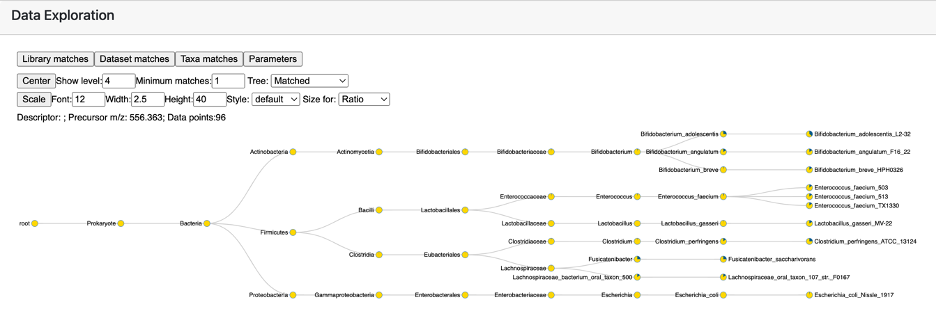 Data Exploration
Library matches Dataset matches Taxa matches Parameters
Center Show level: 4 Minimum matches: 1 Tree: Matched
Scale Font: 12 Width: 2.5 Height: 40 Style: default Size for: Ratio
Descriptor: ; Precursor m/z: 556.363; Data points:96
Bifidobacterium_adolescentis Bifidobacterium_adolescentis_L2-32
Actinobacteria Actinomycetia Bifidobacteriales Bifidobacteriaceae Bifidobacterium Bifidobacterium_angulatum Bifidobacterium_angulatum_F16_22
Bifidobacterium_breve Bifidobacterium_breve_HPH0326
Enterococcus_faecium_503
Enterococcaceae Enterococcus Enterococcus_faecium Enterococcus_faecium_513
Enterococcus_faecium_TX1330
Bacilli Lactobacillales
root Prokaryote Bacteria Lactobacillaceae Lactobacillus Lactobacillus_gasseri Lactobacillus_gasseri_MV-22
Firmicutes
Clostridiaceae Clostridium Clostridium_perfringens Clostridium_perfringens_ATCC_13124
Clostridia Eubacteriales
Fusicatenibacter Fusicatenibacter_saccharivorans
Lachnospiraceae
Lachnospiraceae_bacterium_oral_taxon_500 Lachnospiraceae_oral_taxon_107_str._F0167
Proteobacteria Gammaproteobacteria Enterobacterales Enterobacteriaceae Escherichia Escherichia_coli Escherichia_coli_Nissle_1917